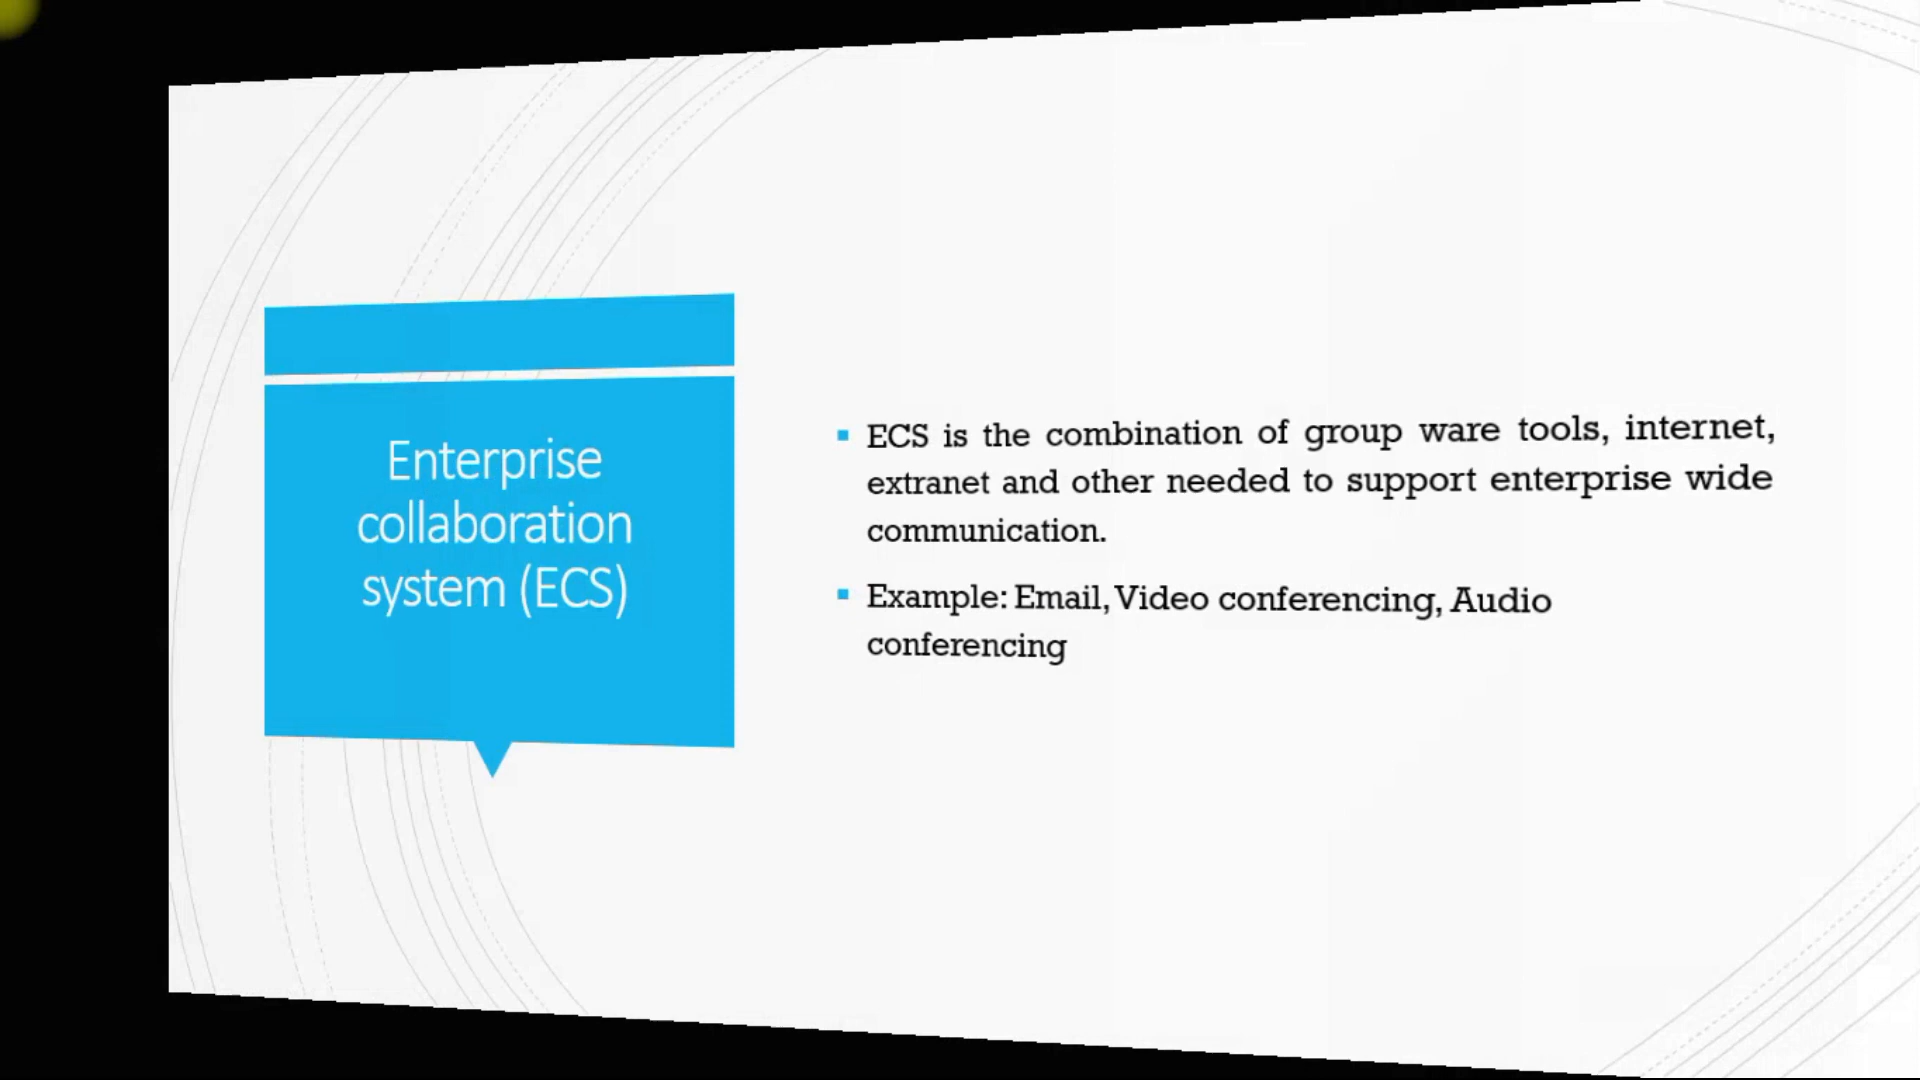 Enterprise
collaboration
system (ECS)
ECS is the combination of group ware tools, internet,
extranet and other needed to support enterprise wide
communication.
Example: Email, Video conferencing, Audio
conferencing